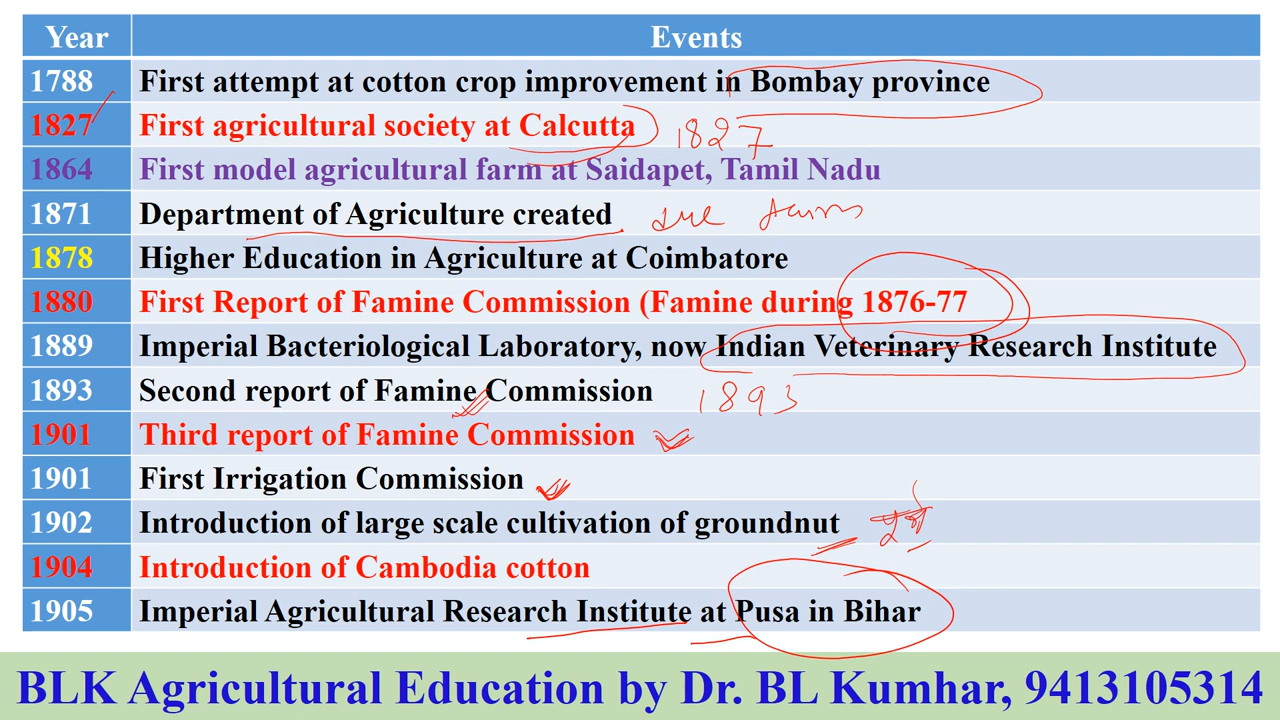 Year Events
1788 First attempt at cotton crop improvement in Bombay province
1827 First agricultural society at Calcutta 1827
1864 First model agricultural farm at Saidapet, Tamil Nadu
1871 Department of Agriculture created
1878 Higher Education in Agriculture at Coimbatore
1880 First Report of Famine Commission (Famine during 1876-77
1889 Imperial Bacteriological Laboratory, now Indian Veterinary Research Institute
1893 Second report of Famine Commission 1893
1901 Third report of Famine Commission
1901 First Irrigation Commission
1902 Introduction of large scale cultivation of groundnut
1904 Introduction of Cambodia cotton
1905 Imperial Agricultural Research Institute at Pusa in Bihar
BLK Agricultural Education by Dr. BL Kumhar, 9413105314